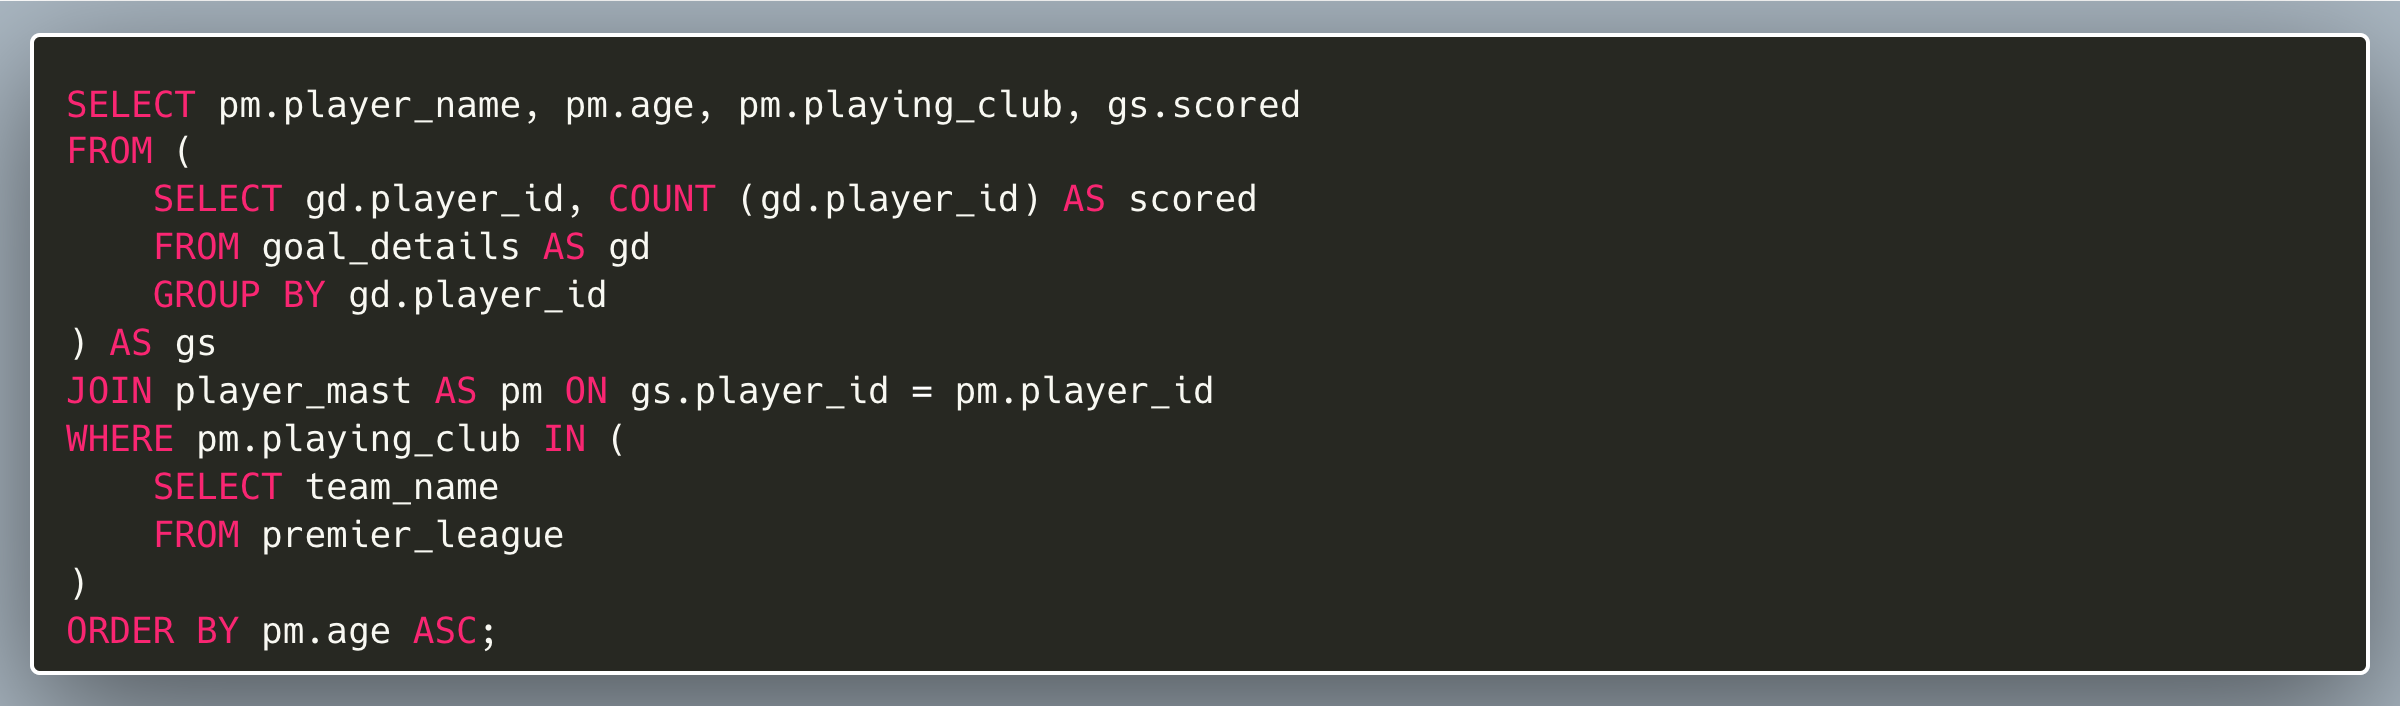 SELECT pm.player_name, pm.age, pm.playing_club, gs.scored
FROM (
    SELECT gd.player_id, COUNT (gd.player_id) AS scored
    FROM goal_details AS gd
    GROUP BY gd.player_id
) AS gs
JOIN player_mast AS pm ON gs.player_id = pm.player_id
WHERE pm.playing_club IN (
    SELECT team_name
    FROM premier_league
)
ORDER BY pm.age ASC;